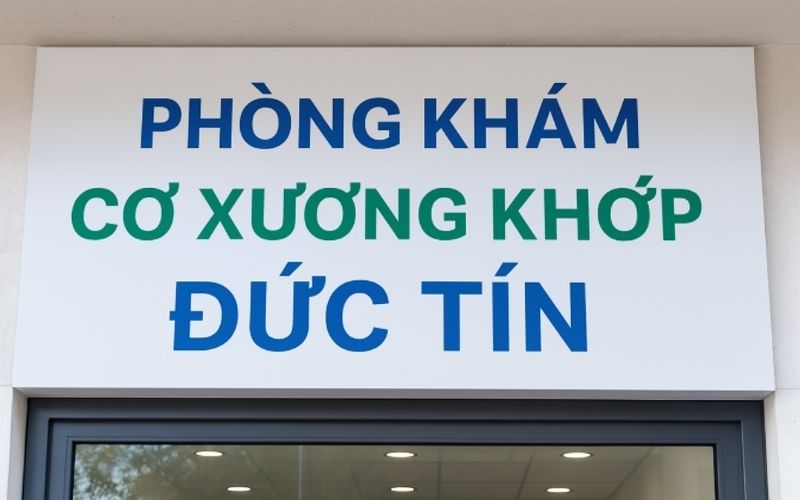 PHÒNG KHÁM
CƠ XƯƠNG KHỚP
ĐỨC TÍN